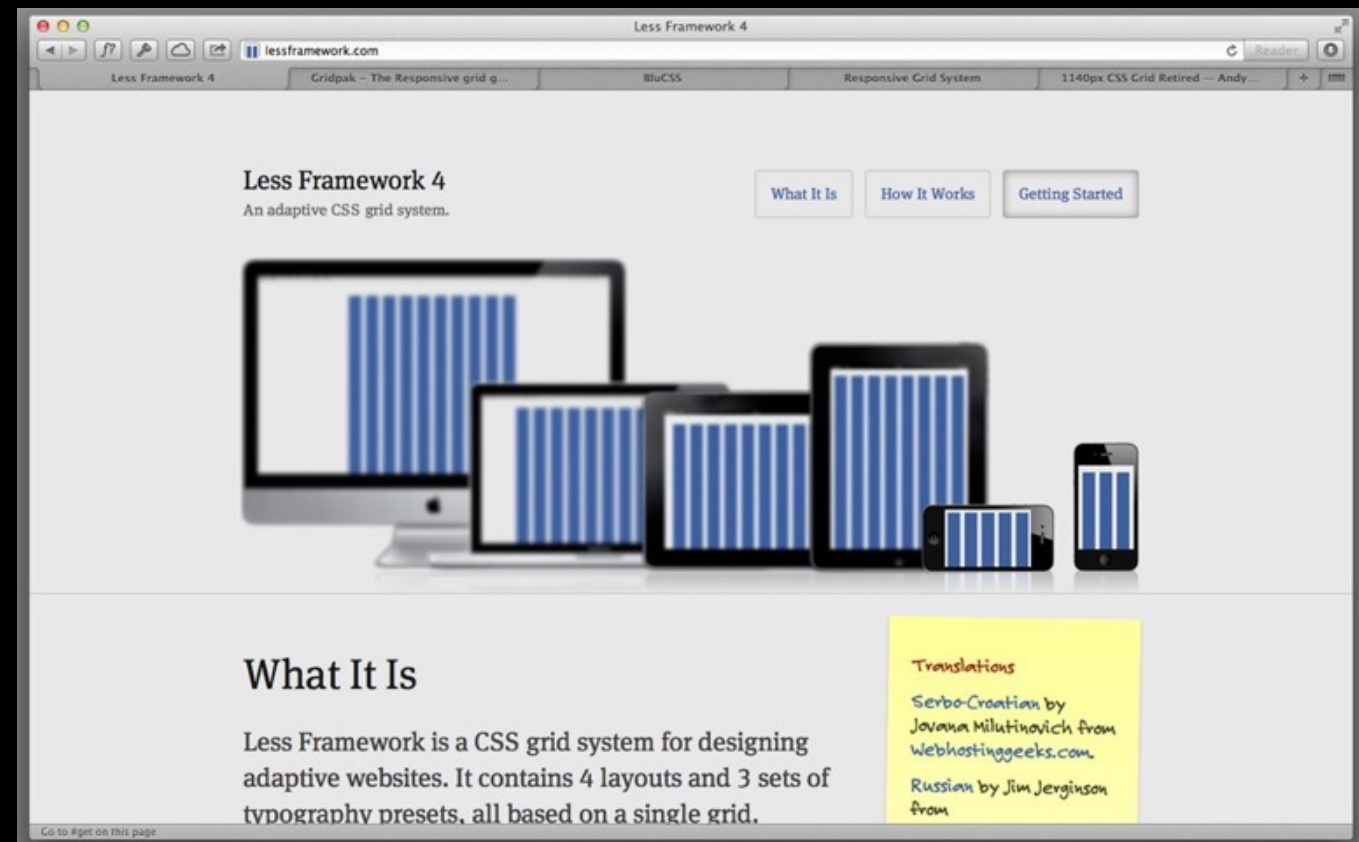 Less Framework 4
f?
lessframework.com
Reader
Less Framework 4
Gridpak – The Responsive grid g...
BluCSS
Responsive Grid System
1140px CSS Grid Retired — Andy...
Less Framework 4
An adaptive CSS grid system.
What It Is
How It Works
Getting Started
What It Is
Less Framework is a CSS grid system for designing
adaptive websites. It contains 4 layouts and 3 sets of
typography presets, all based on a single grid.
Translations
Serbo-Croatian by
Jovana Milutinovich from
Webhostinggeeks.com.
Russian by Jim Jerginson
from
Go to #get on this page